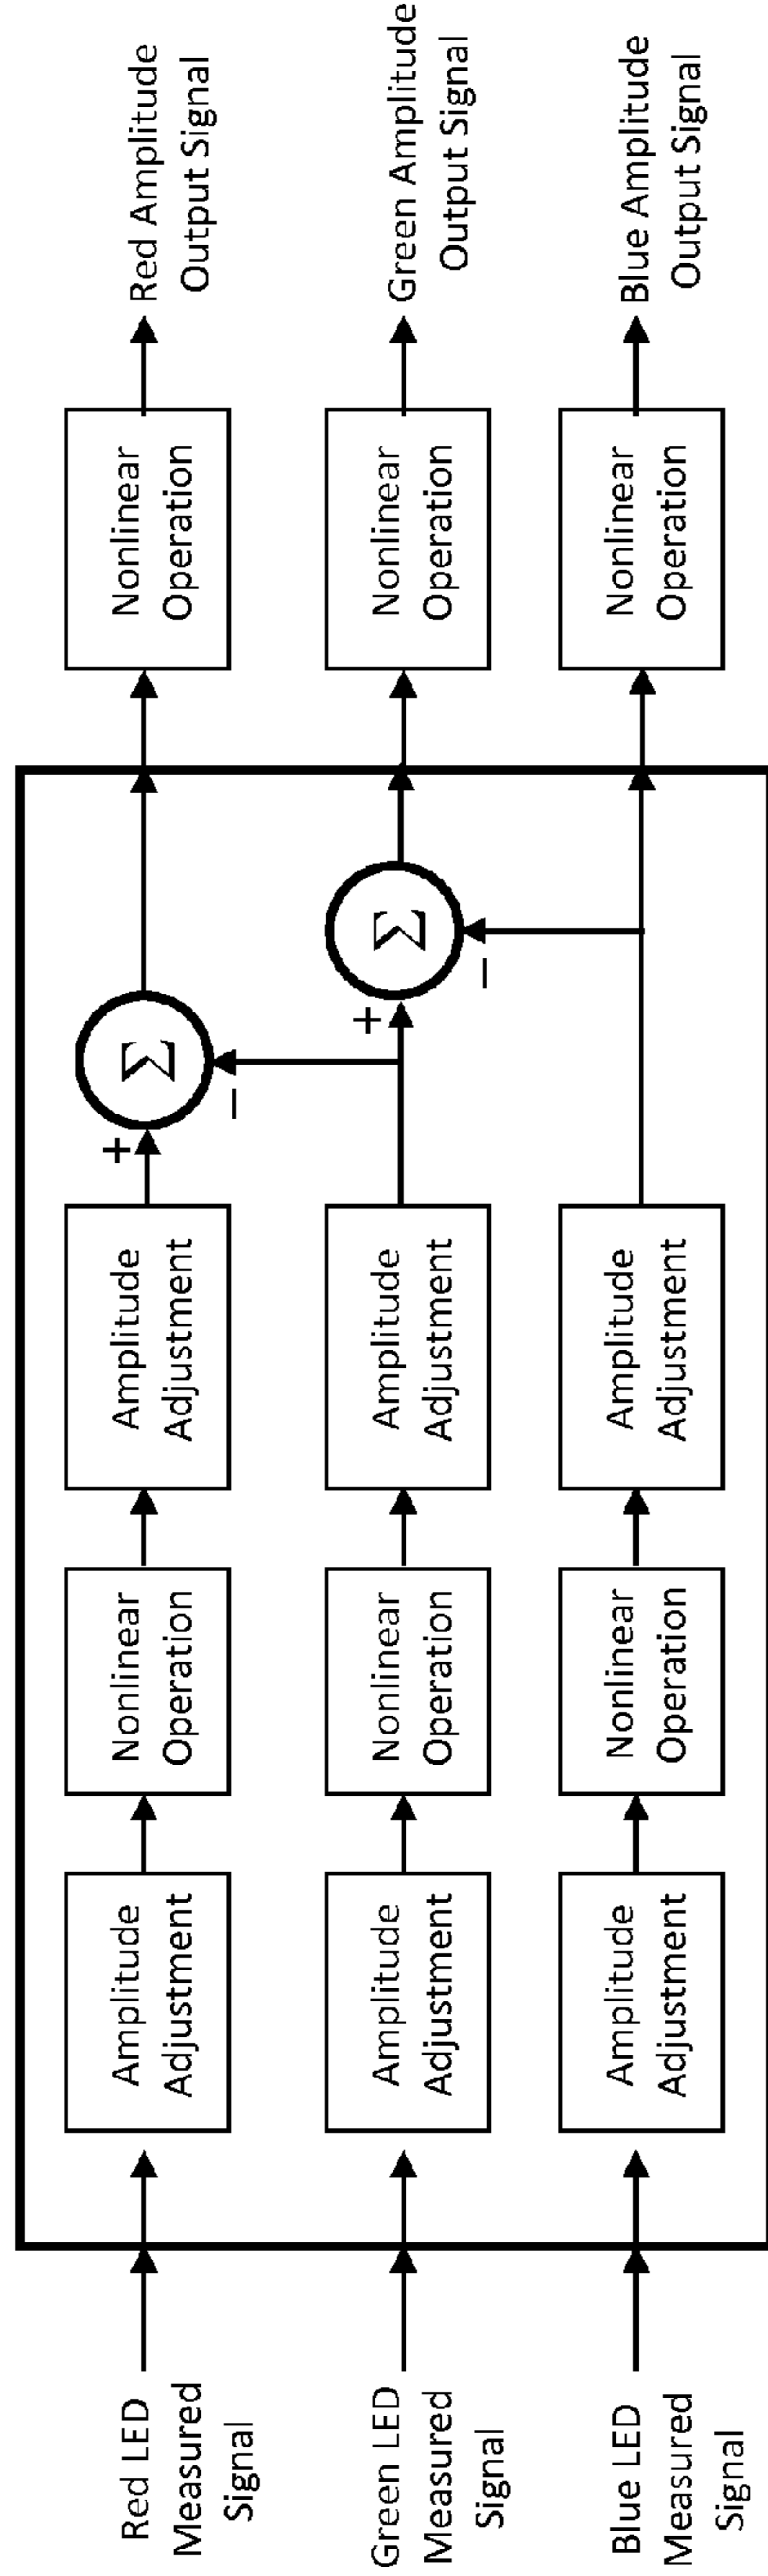 Red LED
Measured
Signal
Amplitude
Adjustment
Nonlinear
Operation
Amplitude
Adjustment
+
−
Σ
Nonlinear
Operation
Red Amplitude
Output Signal
Green LED
Measured
Signal
Amplitude
Adjustment
Nonlinear
Operation
Amplitude
Adjustment
+
−
Σ
Nonlinear
Operation
Green Amplitude
Output Signal
Blue LED
Measured
Signal
Amplitude
Adjustment
Nonlinear
Operation
Amplitude
Adjustment
Nonlinear
Operation
Blue Amplitude
Output Signal